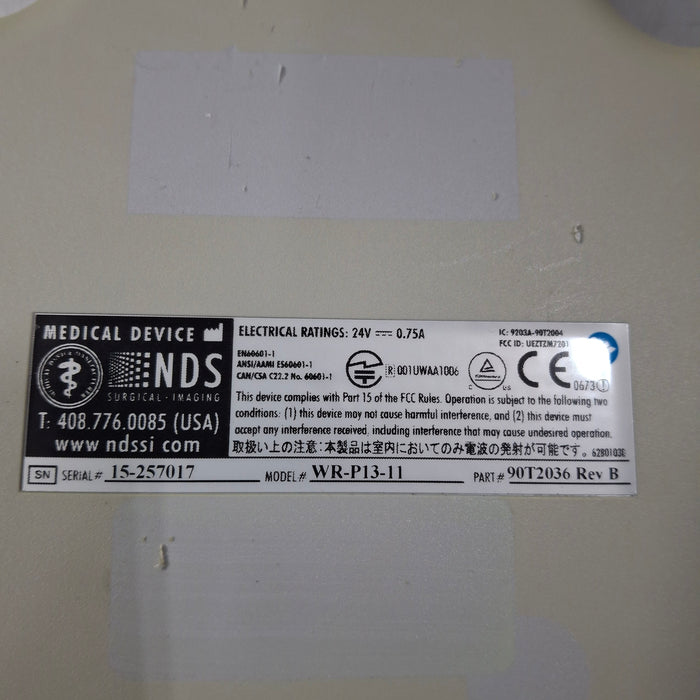 MEDICAL DEVICE
NDS
SURGICAL · IMAGING
T: 408.776.0085 (USA)
www ndssi com
ELECTRICAL RATINGS: 24V ⎓ 0.75A
EN60601-1
ANSI/AAMI ES60601-1
CAN/CSA C22.2 No. 60601-1
R 001UWAA1006
C US
IC: 9203A-90T2004
FCC ID: UEZTZM7201
CE
0673
This device complies with Part 15 of the FCC Rules. Operation is subject to the following two
conditions: (1) this device may not cause harmful interference, and (2) this device must
accept any interference received, including interference that may cause undesired operation.
取扱い上の注意：本製品は室内においてのみ電波の発射が可能です。 62B0103E
SN SERIAL# 15-257017 MODEL# WR-P13-11 PART# 90T2036 Rev B